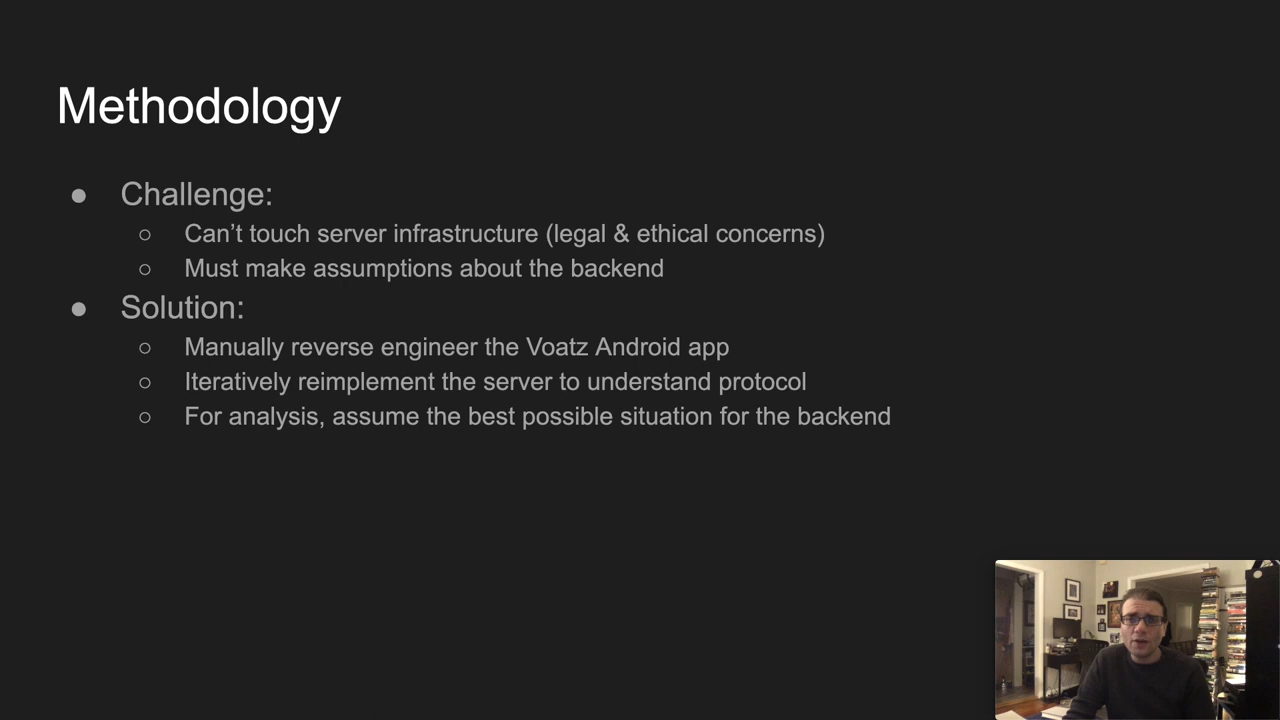 Methodology
● Challenge:
○ Can’t touch server infrastructure (legal & ethical concerns)
○ Must make assumptions about the backend
● Solution:
○ Manually reverse engineer the Voatz Android app
○ Iteratively reimplement the server to understand protocol
○ For analysis, assume the best possible situation for the backend